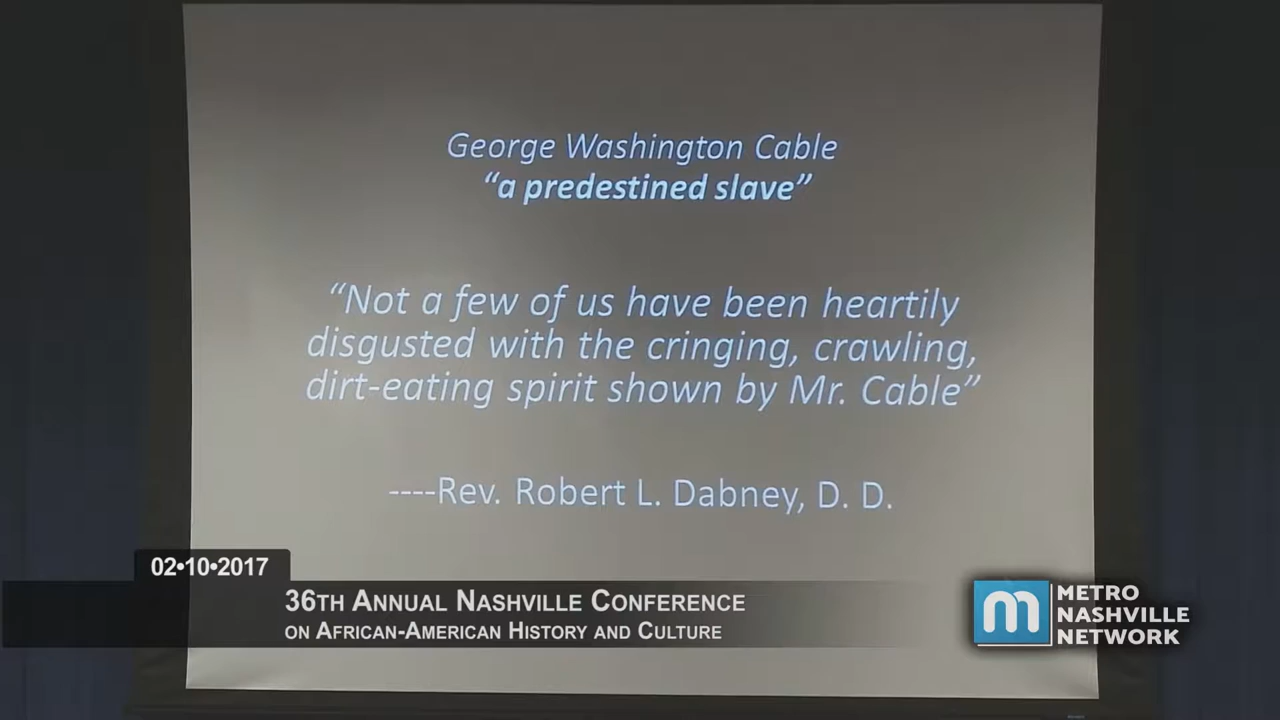 George Washington Cable
“a predestined slave”
“Not a few of us have been heartily
disgusted with the cringing, crawling,
dirt-eating spirit shown by Mr. Cable”
----Rev. Robert L. Dabney, D. D.
02•10•2017
36TH ANNUAL NASHVILLE CONFERENCE
ON AFRICAN-AMERICAN HISTORY AND CULTURE
m
METRO
NASHVILLE
NETWORK